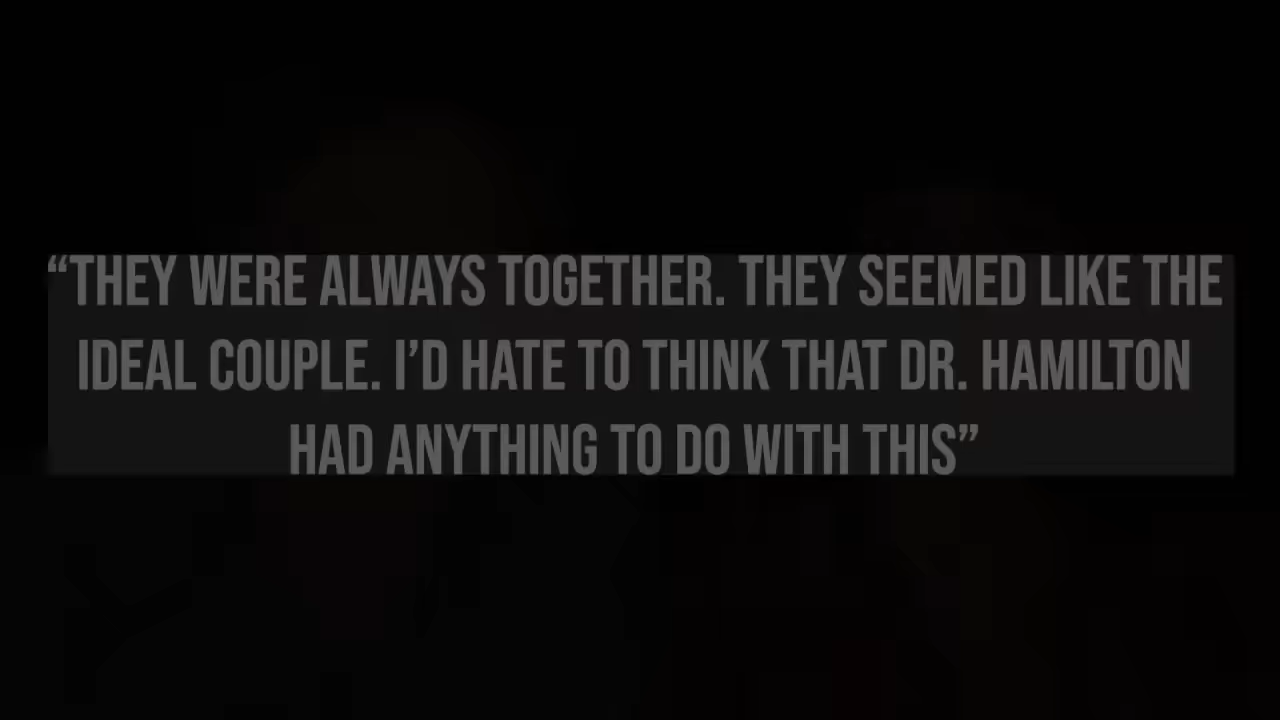 “THEY WERE ALWAYS TOGETHER. THEY SEEMED LIKE THE
IDEAL COUPLE. I’D HATE TO THINK THAT DR. HAMILTON
HAD ANYTHING TO DO WITH THIS”